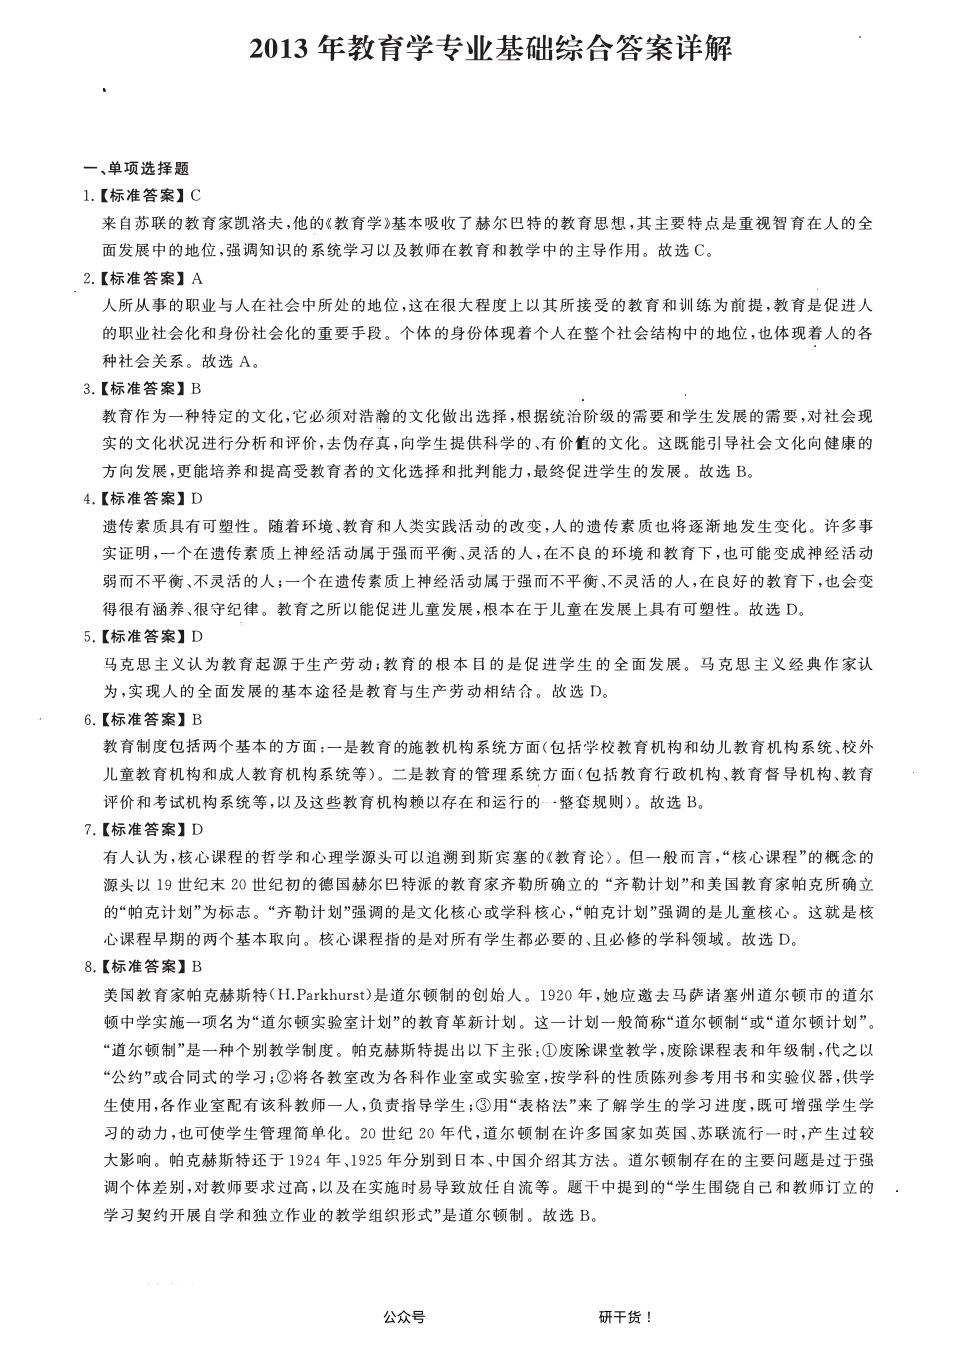 2013 年教育学专业基础综合答案详解
一、单项选择题
1.【标准答案】C
来自苏联的教育家凯洛夫,他的《教育学》基本吸收了赫尔巴特的教育思想,其主要特点是重视智育在人的全
面发展中的地位,强调知识的系统学习以及教师在教育和教学中的主导作用。故选 C。
2.【标准答案】A
人所从事的职业与人在社会中所处的地位,这在很大程度上以其所接受的教育和训练为前提,教育是促进人
的职业社会化和身份社会化的重要手段。个体的身份体现着个人在整个社会结构中的地位,也体现着人的各
种社会关系。故选 A。
3.【标准答案】B
教育作为一种特定的文化,它必须对浩瀚的文化做出选择,根据统治阶级的需要和学生发展的需要,对社会现
实的文化状况进行分析和评价,去伪存真,向学生提供科学的、有价值的文化。这既能引导社会文化向健康的
方向发展,更能培养和提高受教育者的文化选择和批判能力,最终促进学生的发展。故选 B。
4.【标准答案】D
遗传素质具有可塑性。随着环境、教育和人类实践活动的改变,人的遗传素质也将逐渐地发生变化。许多事
实证明,一个在遗传素质上神经活动属于强而平衡、灵活的人,在不良的环境和教育下,也可能变成神经活动
弱而不平衡、不灵活的人;一个在遗传素质上神经活动属于强而不平衡、不灵活的人,在良好的教育下,也会变
得很有涵养、很守纪律。教育之所以能促进儿童发展,根本在于儿童在发展上具有可塑性。故选 D。
5.【标准答案】D
马克思主义认为教育起源于生产劳动;教育的根本目的是促进学生的全面发展。马克思主义经典作家认
为,实现人的全面发展的基本途径是教育与生产劳动相结合。故选 D。
6.【标准答案】B
教育制度包括两个基本的方面:一是教育的施教机构系统方面(包括学校教育机构和幼儿教育机构系统、校外
儿童教育机构和成人教育机构系统等)。二是教育的管理系统方面(包括教育行政机构、教育督导机构、教育
评价和考试机构系统等,以及这些教育机构赖以存在和运行的一整套规则)。故选 B。
7.【标准答案】D
有人认为,核心课程的哲学和心理学源头可以追溯到斯宾塞的《教育论〉。但一般而言,“核心课程”的概念的
源头以 19 世纪末 20 世纪初的德国赫尔巴特派的教育家齐勒所确立的 “齐勒计划”和美国教育家帕克所确立
的“帕克计划”为标志。“齐勒计划”强调的是文化核心或学科核心,“帕克计划”强调的是儿童核心。这就是核
心课程早期的两个基本取向。核心课程指的是对所有学生都必要的、且必修的学科领域。故选 D。
8.【标准答案】B
美国教育家帕克赫斯特(H.Parkhurst)是道尔顿制的创始人。1920 年,她应邀去马萨诸塞州道尔顿市的道尔
顿中学实施一项名为“道尔顿实验室计划”的教育革新计划。这一计划一般简称“道尔顿制“或“道尔顿计划”。
“道尔顿制”是一种个别教学制度。帕克赫斯特提出以下主张:①废除课堂教学,废除课程表和年级制,代之以
“公约”或合同式的学习;②将各教室改为各科作业室或实验室,按学科的性质陈列参考用书和实验仪器,供学
生使用,各作业室配有该科教师一人,负责指导学生;③用“表格法”来了解学生的学习进度,既可增强学生学
习的动力,也可使学生管理简单化。20 世纪 20 年代,道尔顿制在许多国家如英国、苏联流行一时,产生过较
大影响。帕克赫斯特还于 1924 年、1925 年分别到日本、中国介绍其方法。道尔顿制存在的主要问题是过于强
调个体差别,对教师要求过高,以及在实施时易导致放任自流等。题干中提到的“学生围绕自己和教师订立的
学习契约开展自学和独立作业的教学组织形式”是道尔顿制。故选 B。
公众号 研干货！